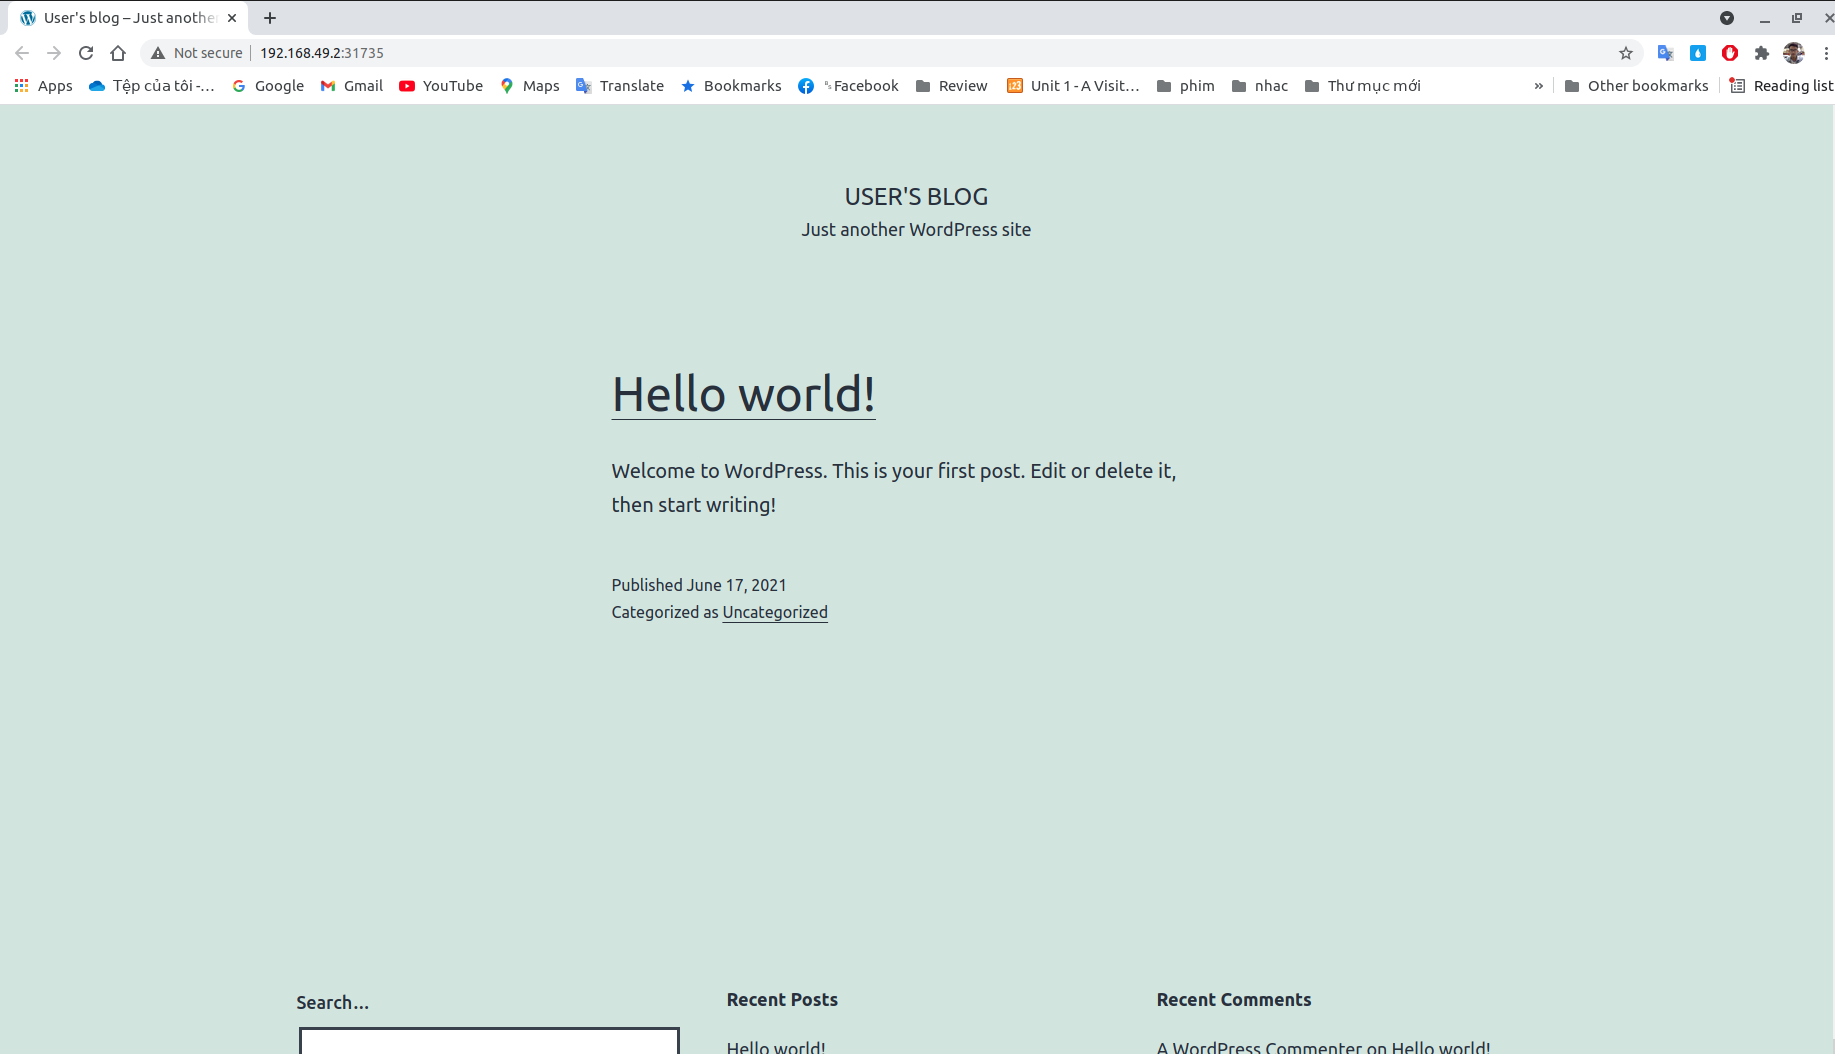 User's blog – Just another
Not secure 192.168.49.2:31735
Apps Tệp của tôi -... Google Gmail YouTube Maps Translate Bookmarks Facebook Review 123 Unit 1 - A Visit... phim nhac Thư mục mới » Other bookmarks Reading list
USER'S BLOG
Just another WordPress site
Hello world!
Welcome to WordPress. This is your first post. Edit or delete it,
then start writing!
Published June 17, 2021
Categorized as Uncategorized
Search...
Recent Posts
Recent Comments
Hello world!
A WordPress Commenter on Hello world!